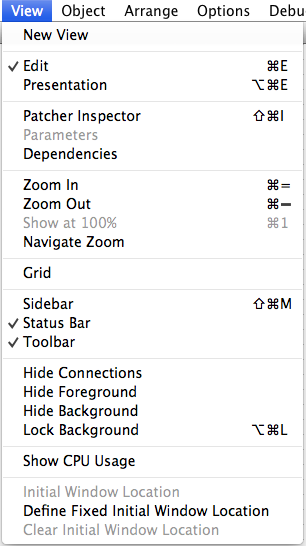 View Object Arrange Options
New View
✓ Edit ⌘E
Presentation ⌥⌘E
Patcher Inspector ⇧⌘I
Parameters
Dependencies
Zoom In ⌘=
Zoom Out ⌘−
Show at 100% ⌘1
Navigate Zoom
Grid
Sidebar ⇧⌘M
✓ Status Bar
✓ Toolbar
Hide Connections
Hide Foreground
Hide Background
Lock Background ⌥⌘L
Show CPU Usage
Initial Window Location
Define Fixed Initial Window Location
Clear Initial Window Location